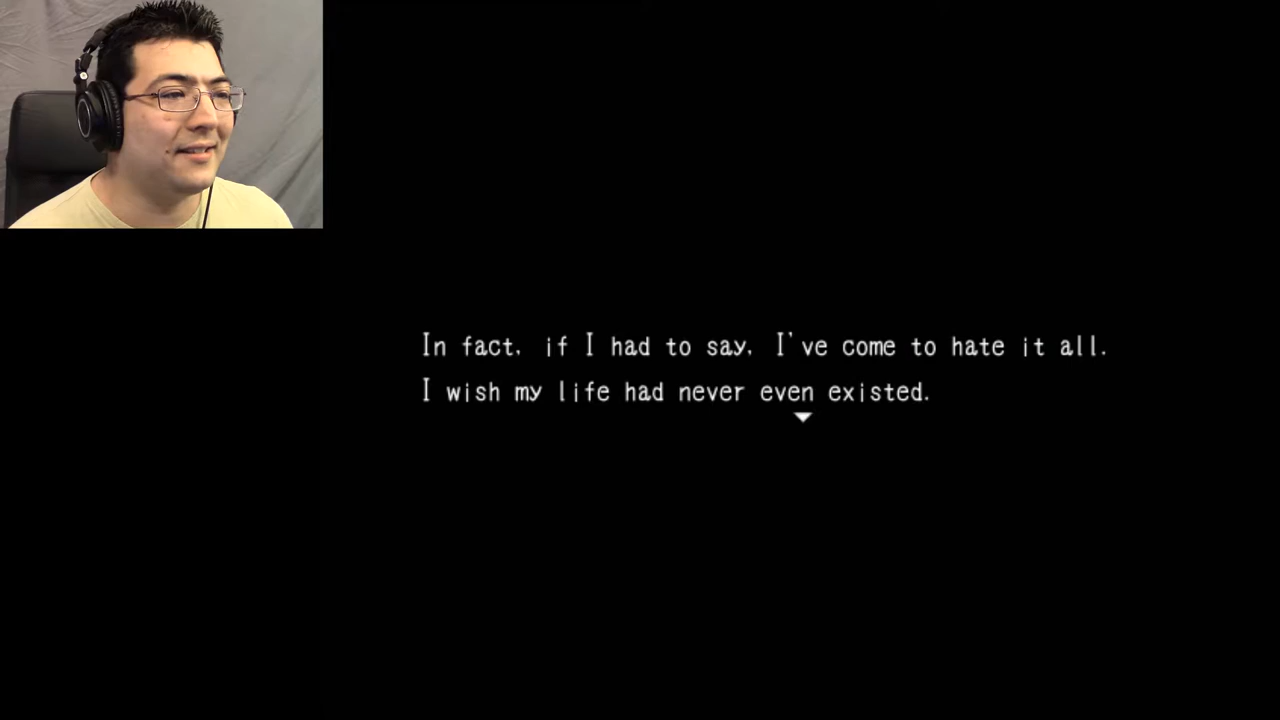 In fact, if I had to say, I've come to hate it all.
I wish my life had never even existed.